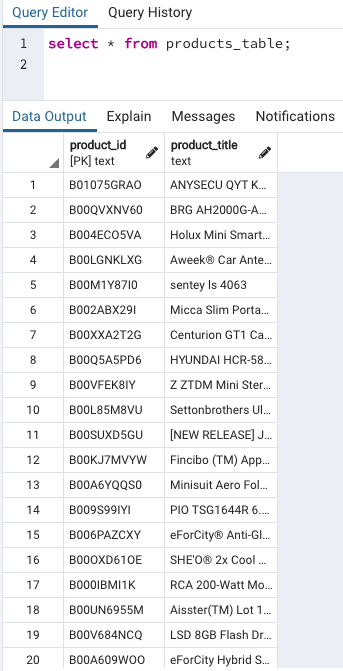 Query Editor Query History
1 select * from products_table;
2
Data Output Explain Messages Notifications
product_id product_title
[PK] text text
1 B01075GRAO ANYSECU QYT K...
2 B00QVXNV60 BRG AH2000G-A...
3 B004ECO5VA Holux Mini Smart...
4 B00LGNKLXG Aweek® Car Ante...
5 B00M1Y87I0 sentey ls 4063
6 B002ABX29I Micca Slim Porta...
7 B00XXA2T2G Centurion GT1 Ca...
8 B00Q5A5PD6 HYUNDAI HCR-58...
9 B00VFEK8IY Z ZTDM Mini Ster...
10 B00L85M8VU Settonbrothers Ul...
11 B00SUXD5GU [NEW RELEASE] J...
12 B00KJ7MVYW Fincibo (TM) App...
13 B00A6YQQS0 Minisuit Aero Fol...
14 B009S99IYI PIO TSG1644R 6....
15 B006PAZCXY eForCity® Anti-Gl...
16 B00OXD61OE SHE'O® 2x Cool ...
17 B000IBMI1K RCA 200-Watt Mo...
18 B00UN6955M Aisster(TM) Lot 1...
19 B00V684NCQ LSD 8GB Flash Dr...
20 B00A609WOO eForCity Hybrid S...